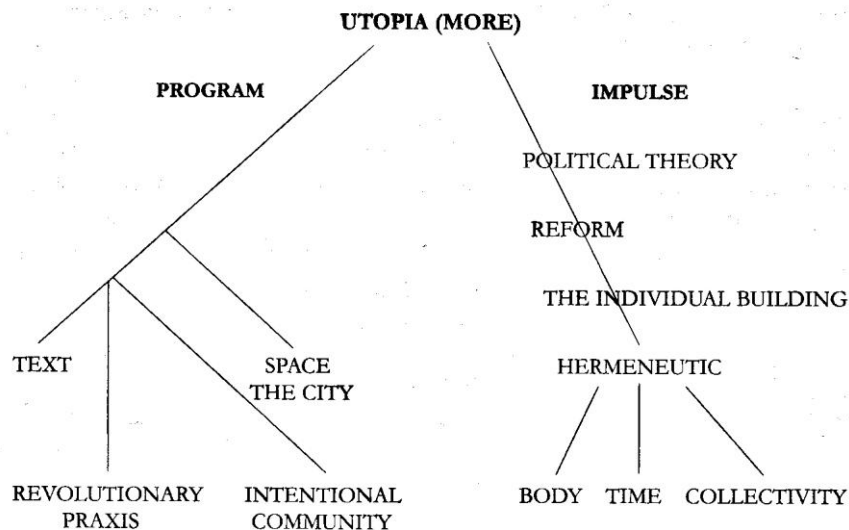 UTOPIA (MORE)
PROGRAM
IMPULSE
POLITICAL THEORY
REFORM
THE INDIVIDUAL BUILDING
TEXT
SPACE
THE CITY
HERMENEUTIC
REVOLUTIONARY
PRAXIS
INTENTIONAL
COMMUNITY
BODY
TIME
COLLECTIVITY